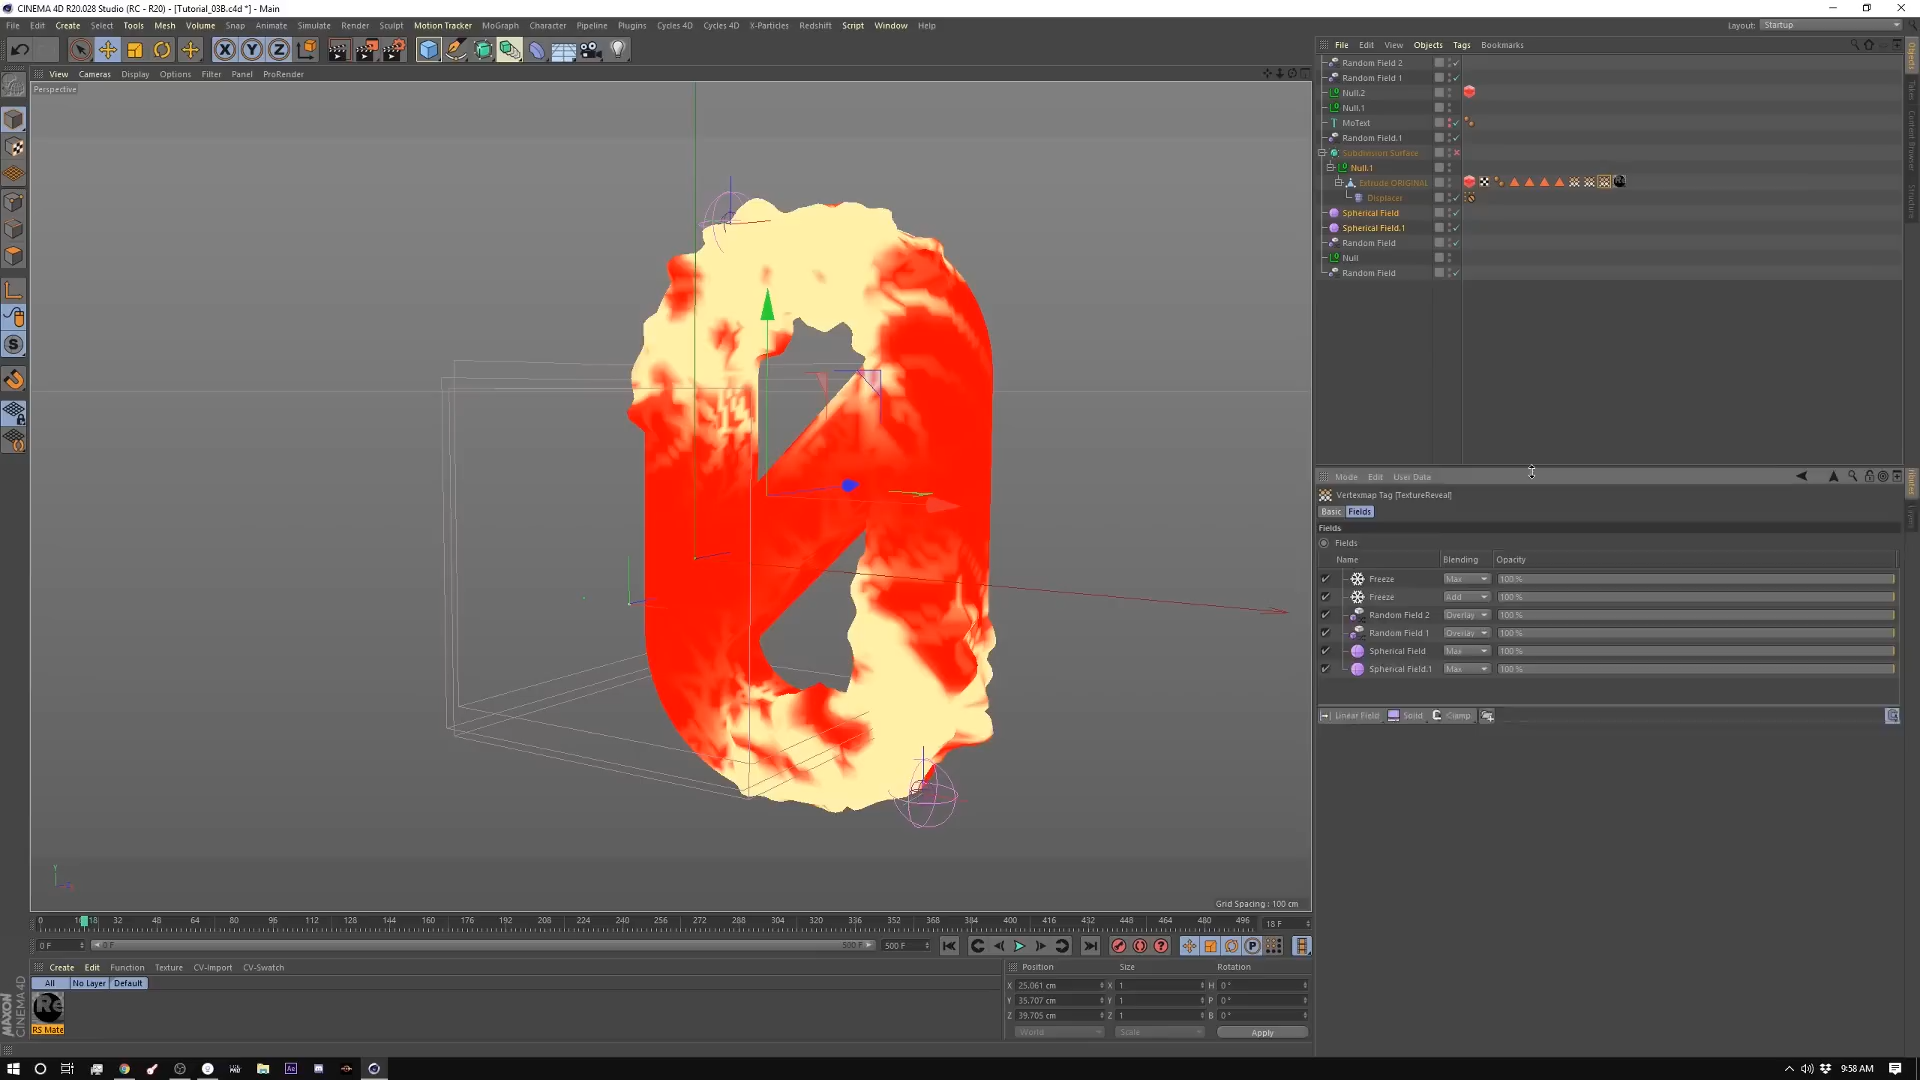 CINEMA 4D R20.028 Studio (RC - R20) - [Tutorial_03B.c4d *] - Main
File Edit Create Select Tools Mesh Volume Snap Animate Simulate Render Sculpt Motion Tracker MoGraph Character Pipeline Plugins Cycles 4D Cycles 4D X-Particles Redshift Script Window Help
Layout: Startup
X Y Z
View Cameras Display Options Filter Panel ProRender
Perspective
File Edit View Objects Tags Bookmarks
Random Field 2
Random Field 1
Null.2
Null.1
MoText
Random Field.1
Subdivision Surface
Null.1
Extrude ORIGINAL
Displacer
Spherical Field
Spherical Field.1
Random Field
Null
Random Field
Objects
Takes
Content Browser
Structure
Mode Edit User Data
Vertexmap Tag [TextureReveal]
Basic Fields
Fields
Fields
Name Blending Opacity
Freeze Max 100 %
Freeze Add 100 %
Random Field 2 Overlay 100 %
Random Field 1 Overlay 100 %
Spherical Field Max 100 %
Spherical Field.1 Max 100 %
Linear Field Solid Clamp
Attributes
Layers
Y
Grid Spacing : 100 cm
0 16 18 32 48 64 80 96 112 128 144 160 176 192 208 224 240 256 272 288 304 320 336 352 368 384 400 416 432 448 464 480 496
18 F
0 F 0 F 500 F 500 F
Create Edit Function Texture CV-Import CV-Swatch
All No Layer Default
RS Mate
Position Size Rotation
X 25.061 cm X 1 H 0 °
Y 35.707 cm Y 1 P 0 °
Z 39.705 cm Z 1 B 0 °
World Scale Apply
MAXON CINEMA 4D
9:58 AM